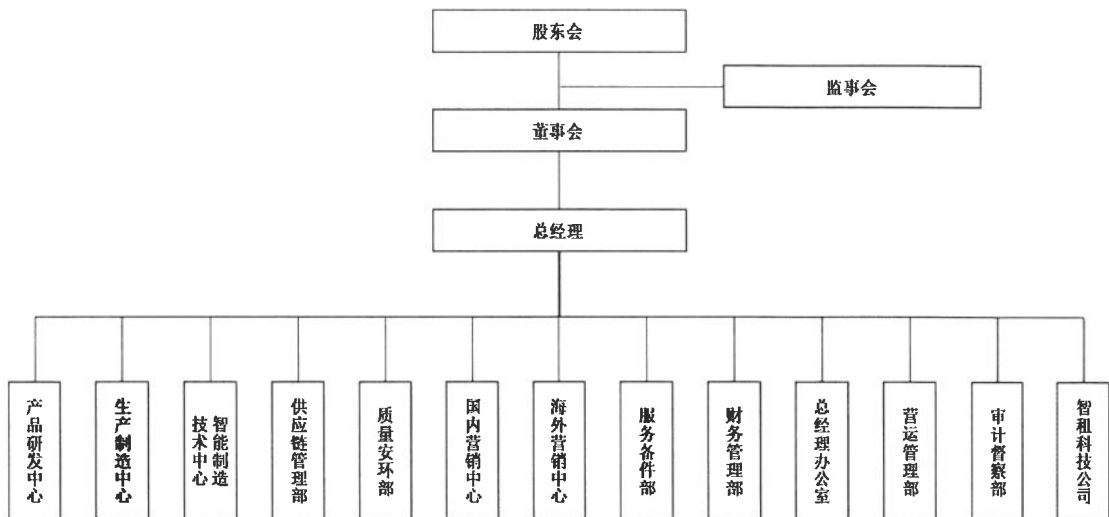 股东会
监事会
董事会
总经理
产品研发中心
生产制造中心
智能制造
技术中心
供应链管理部
质量安环部
国内营销中心
海外营销中心
服务备件部
财务管理部
总经理办公室
营运管理部
审计督察部
智租科技公司